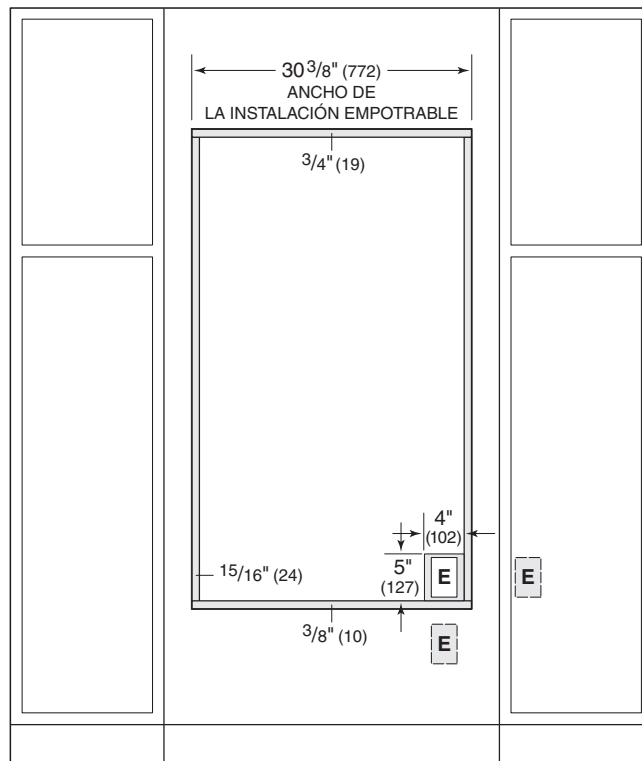 30 3/8" (772)
ANCHO DE
LA INSTALACIÓN EMPOTRABLE
3/4" (19)
4"
(102)
15/16" (24)
5"
(127)
E
E
3/8" (10)
E